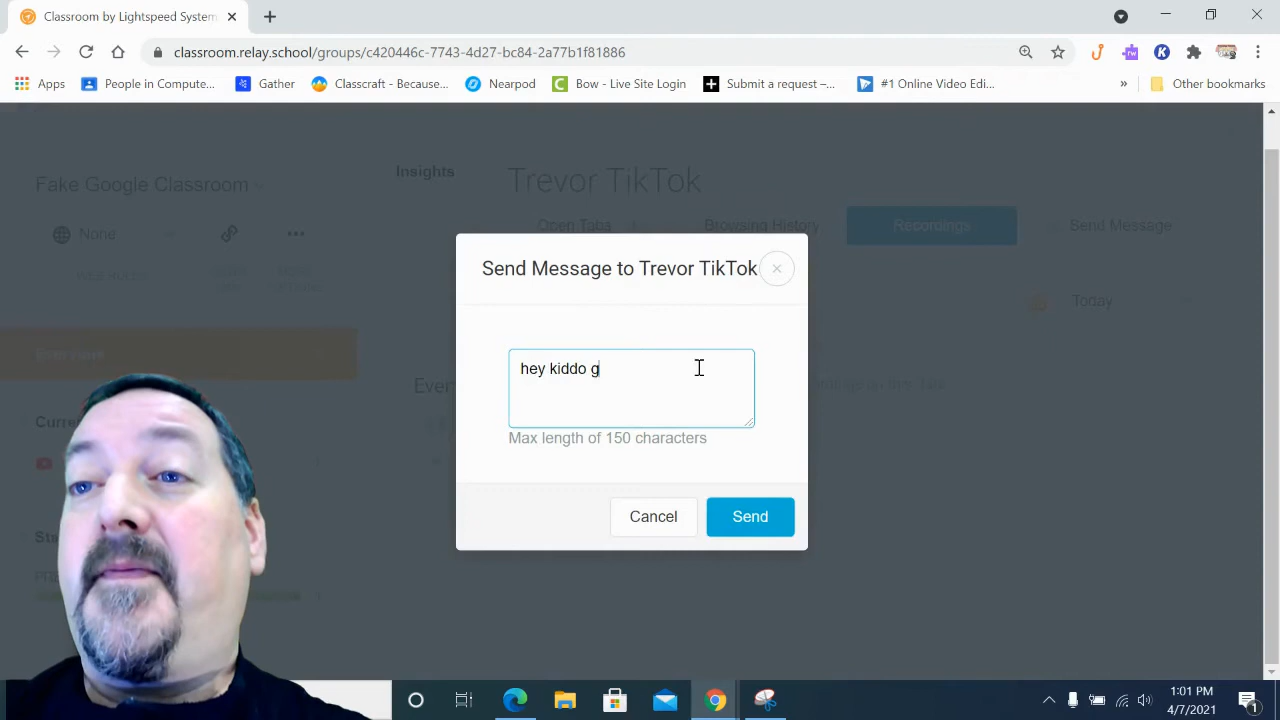 Classroom by Lightspeed System
classroom.relay.school/groups/c420446c-7743-4d27-bc84-2a77b1f81886
Apps
People in Compute...
Gather
Classcraft - Because...
Nearpod
Bow - Live Site Login
Submit a request –...
#1 Online Video Edi...
»
Other bookmarks
Fake Google Classroom
Insights
Trevor TikTok
None
Open Tabs
Browsing History
Recordings
Send Message
WEB RULES
Today
Send Message to Trevor TikTok
hey kiddo g
Max length of 150 characters
Cancel
Send
1:01 PM
4/7/2021